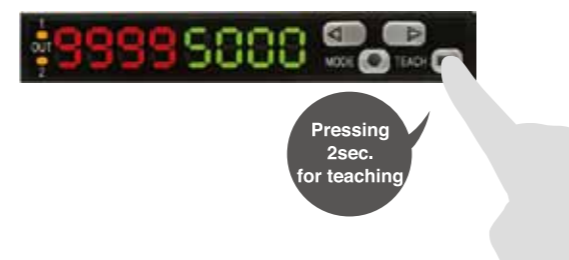 1
OUT
2
9999 5000
MODE
TEACH
Pressing
2sec.
for teaching